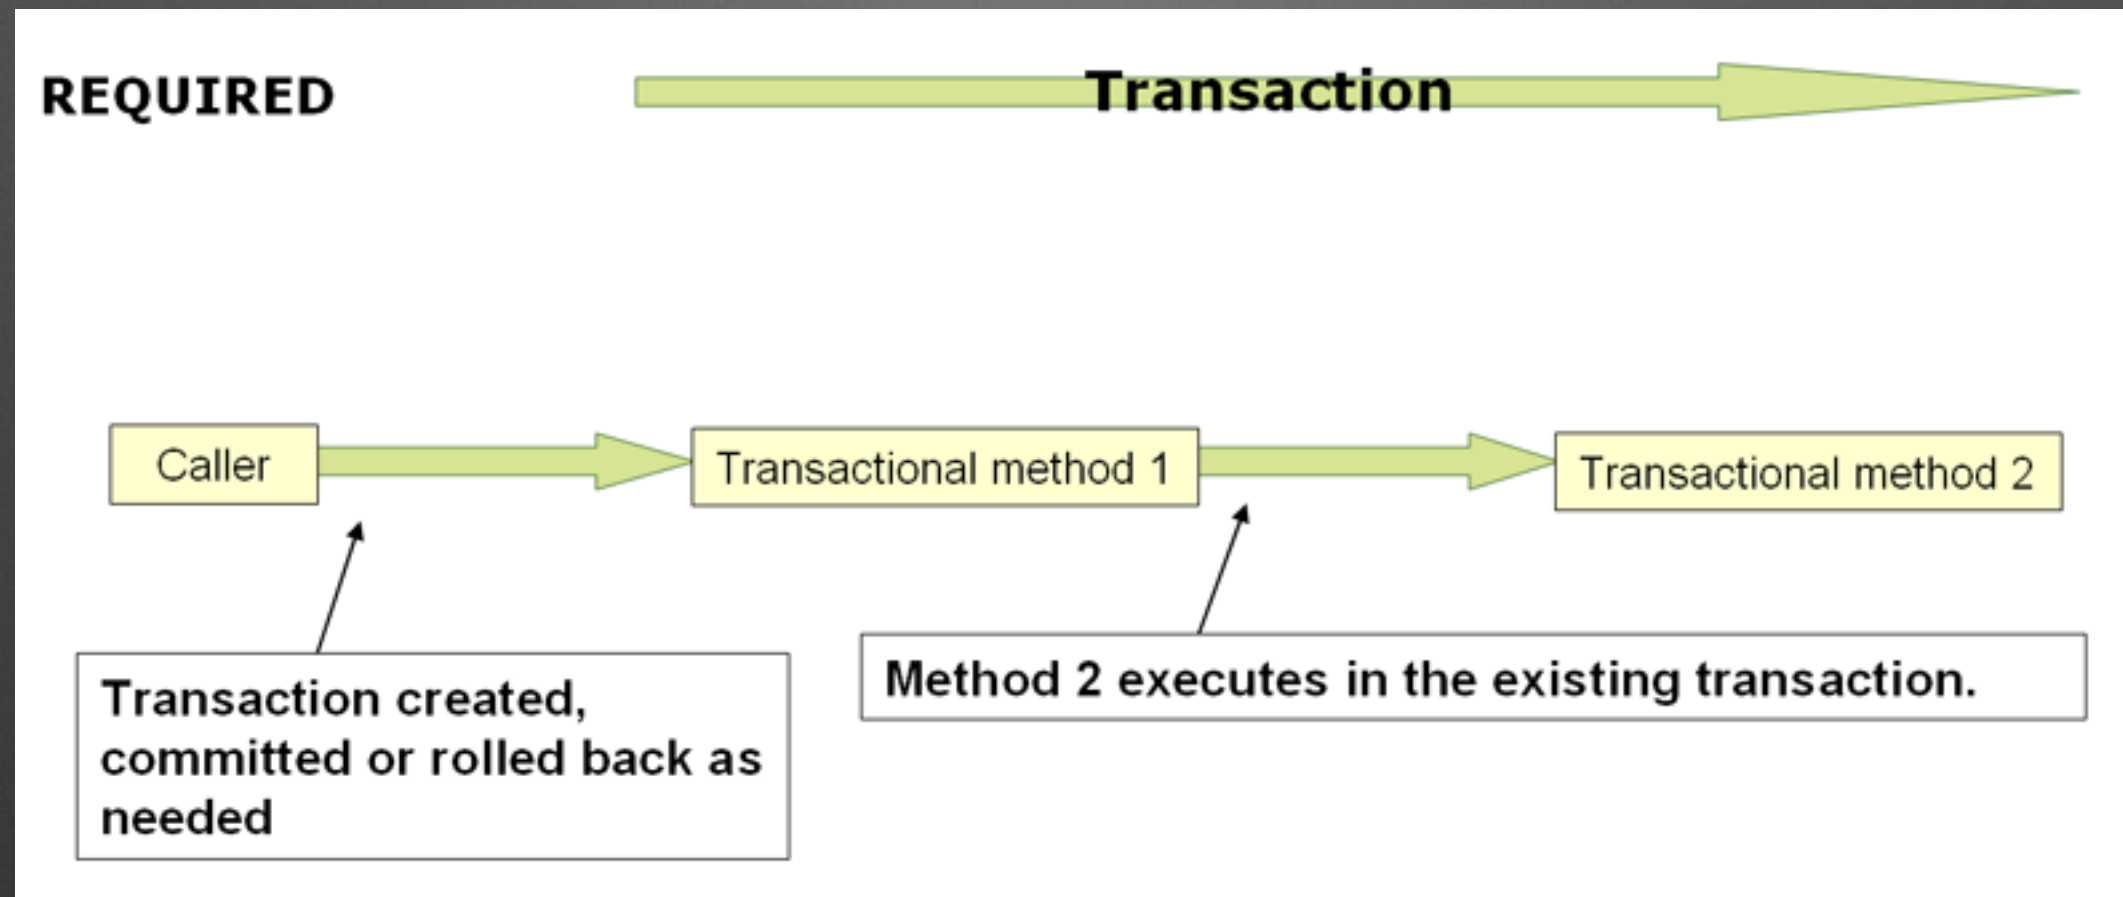 REQUIRED
Transaction
Caller
Transactional method 1
Transactional method 2
Transaction created,
committed or rolled back as
needed
Method 2 executes in the existing transaction.